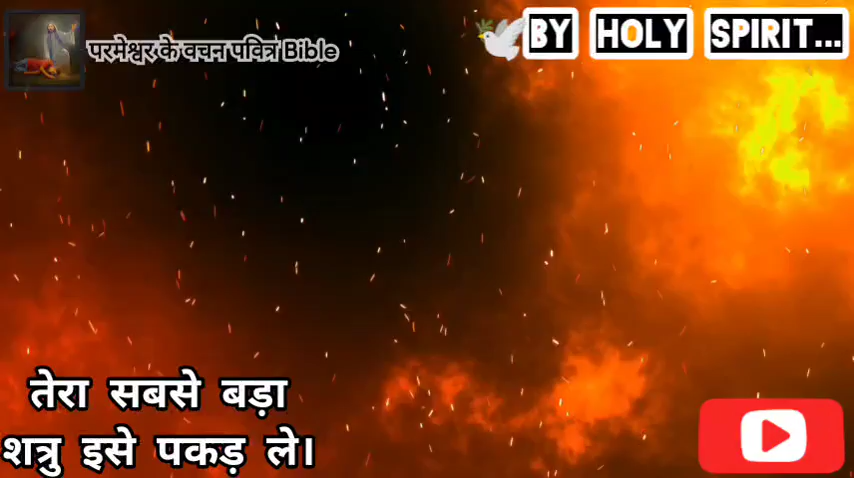 परमेश्वर के वचन पवित्र Bible
BY HOLY SPIRIT...
तेरा सबसे बड़ा
शत्रु इसे पकड़ ले।